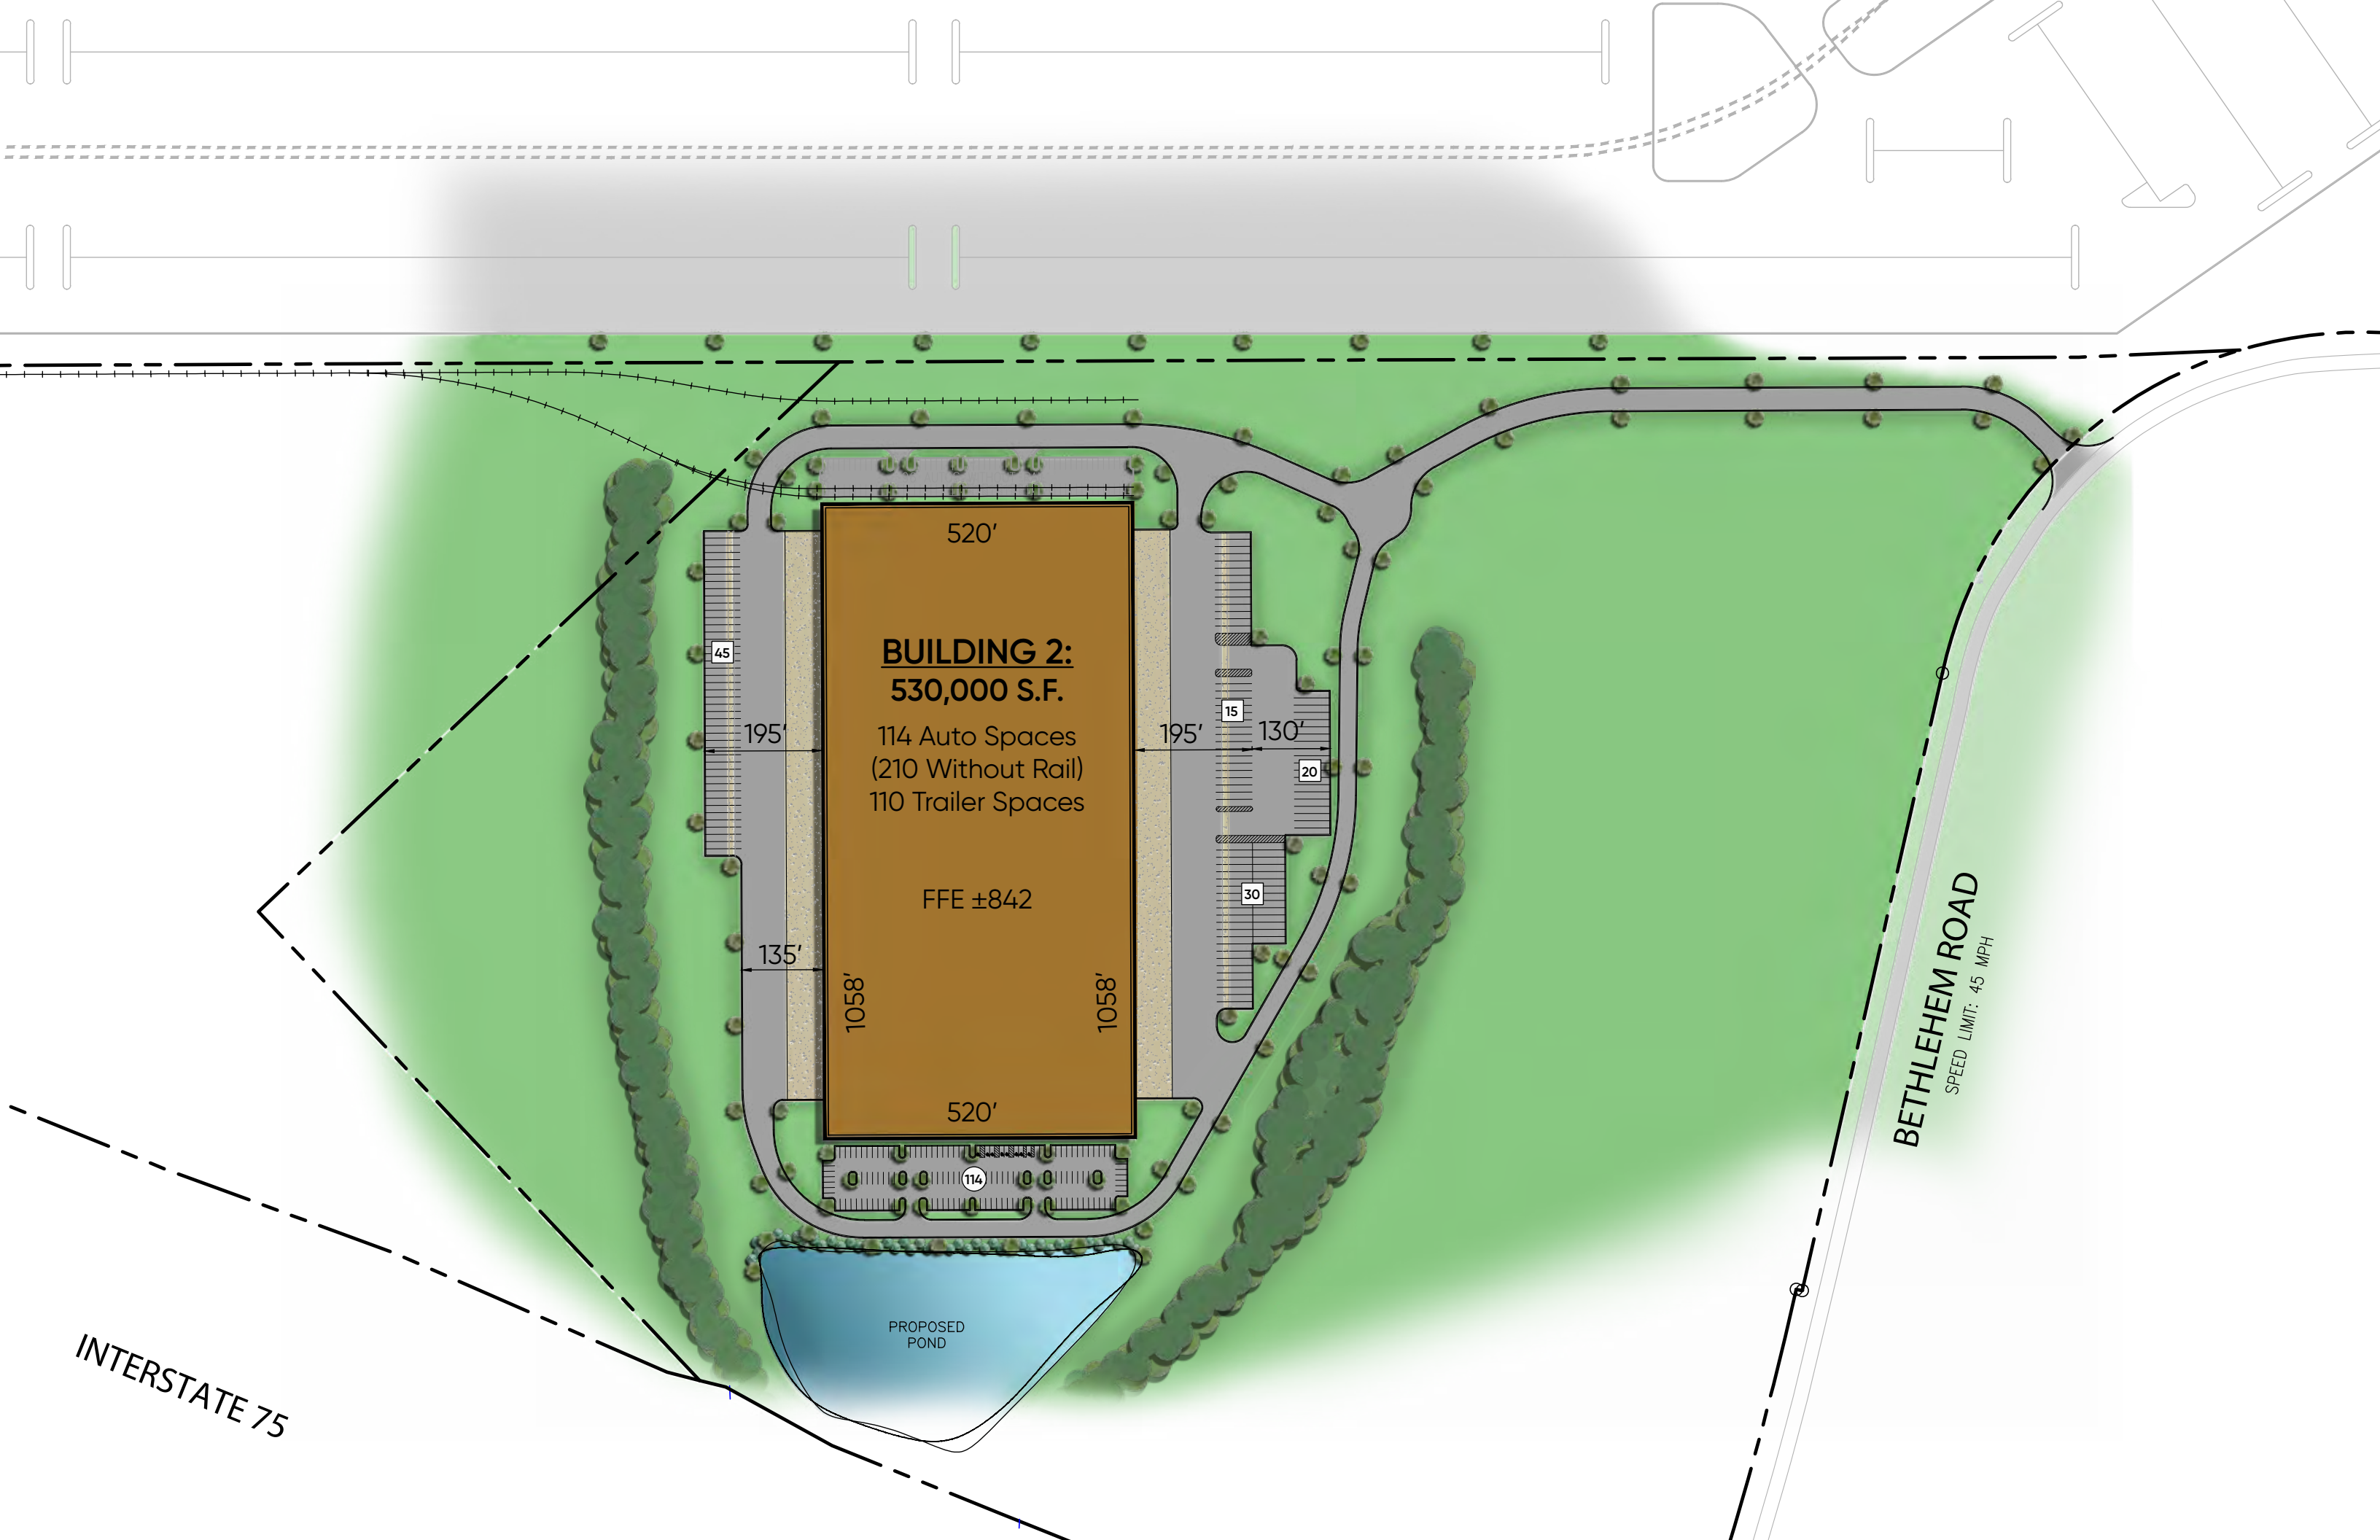 520'
BUILDING 2:
530,000 S.F.
45
15
114 Auto Spaces
195'
195'
130'
(210 Without Rail)
20
110 Trailer Spaces
FFE ±842
30
135'
1058'
1058'
BETHLEHEM ROAD
SPEED LIMIT: 45 MPH
520'
114
PROPOSED
POND
INTERSTATE 75